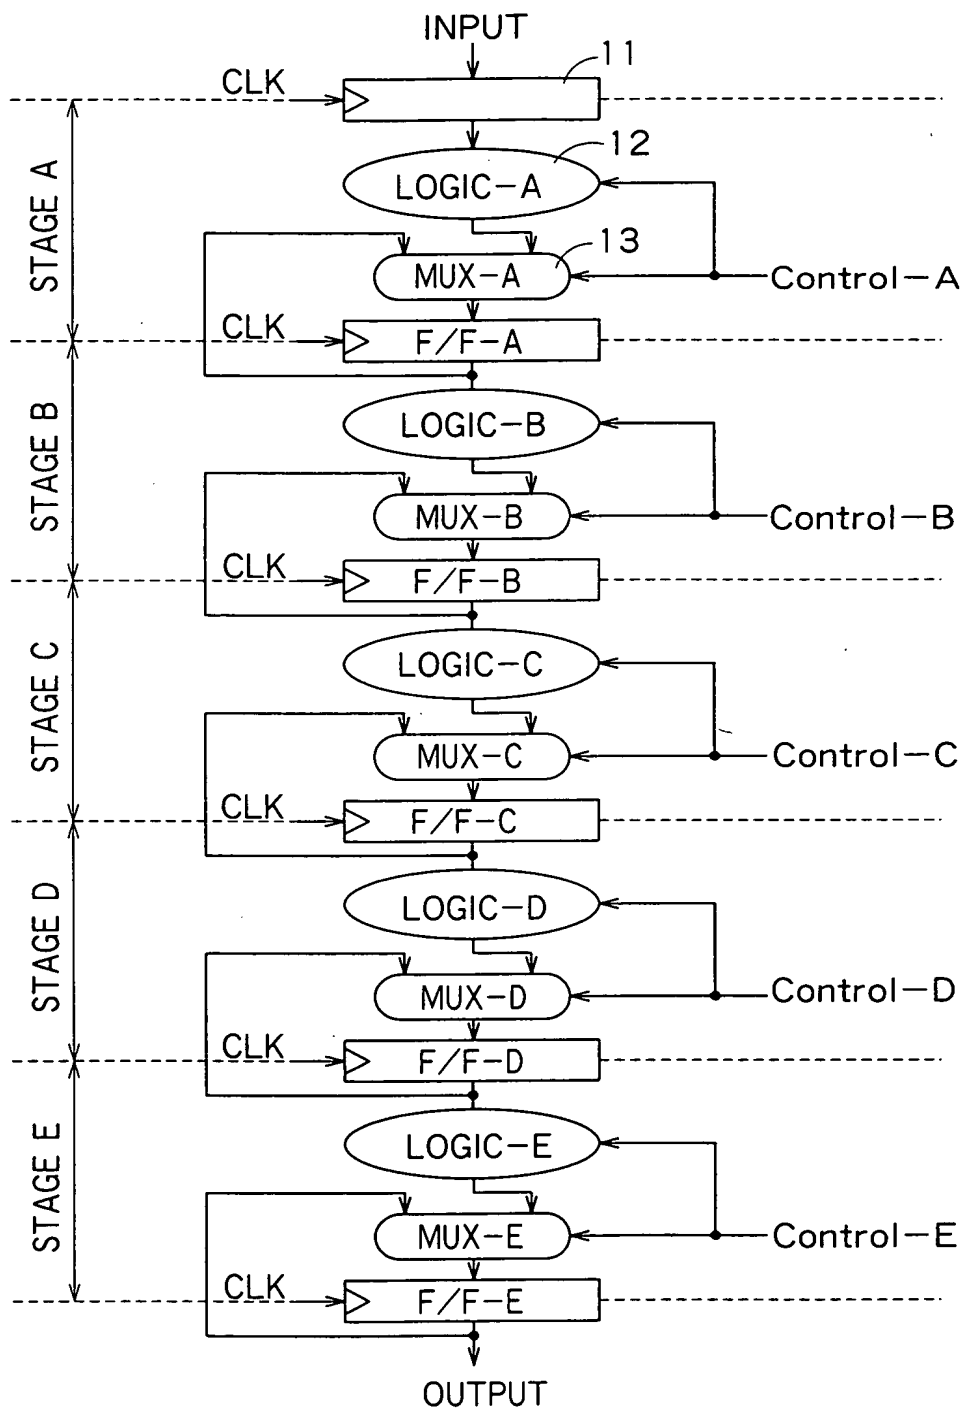 INPUT
11
CLK
12
LOGIC-A
STAGE A
13
MUX-A
Control-A
CLK
F/F-A
LOGIC-B
STAGE B
MUX-B
Control-B
CLK
F/F-B
LOGIC-C
STAGE C
MUX-C
Control-C
CLK
F/F-C
LOGIC-D
STAGE D
MUX-D
Control-D
CLK
F/F-D
LOGIC-E
STAGE E
MUX-E
Control-E
CLK
F/F-E
OUTPUT